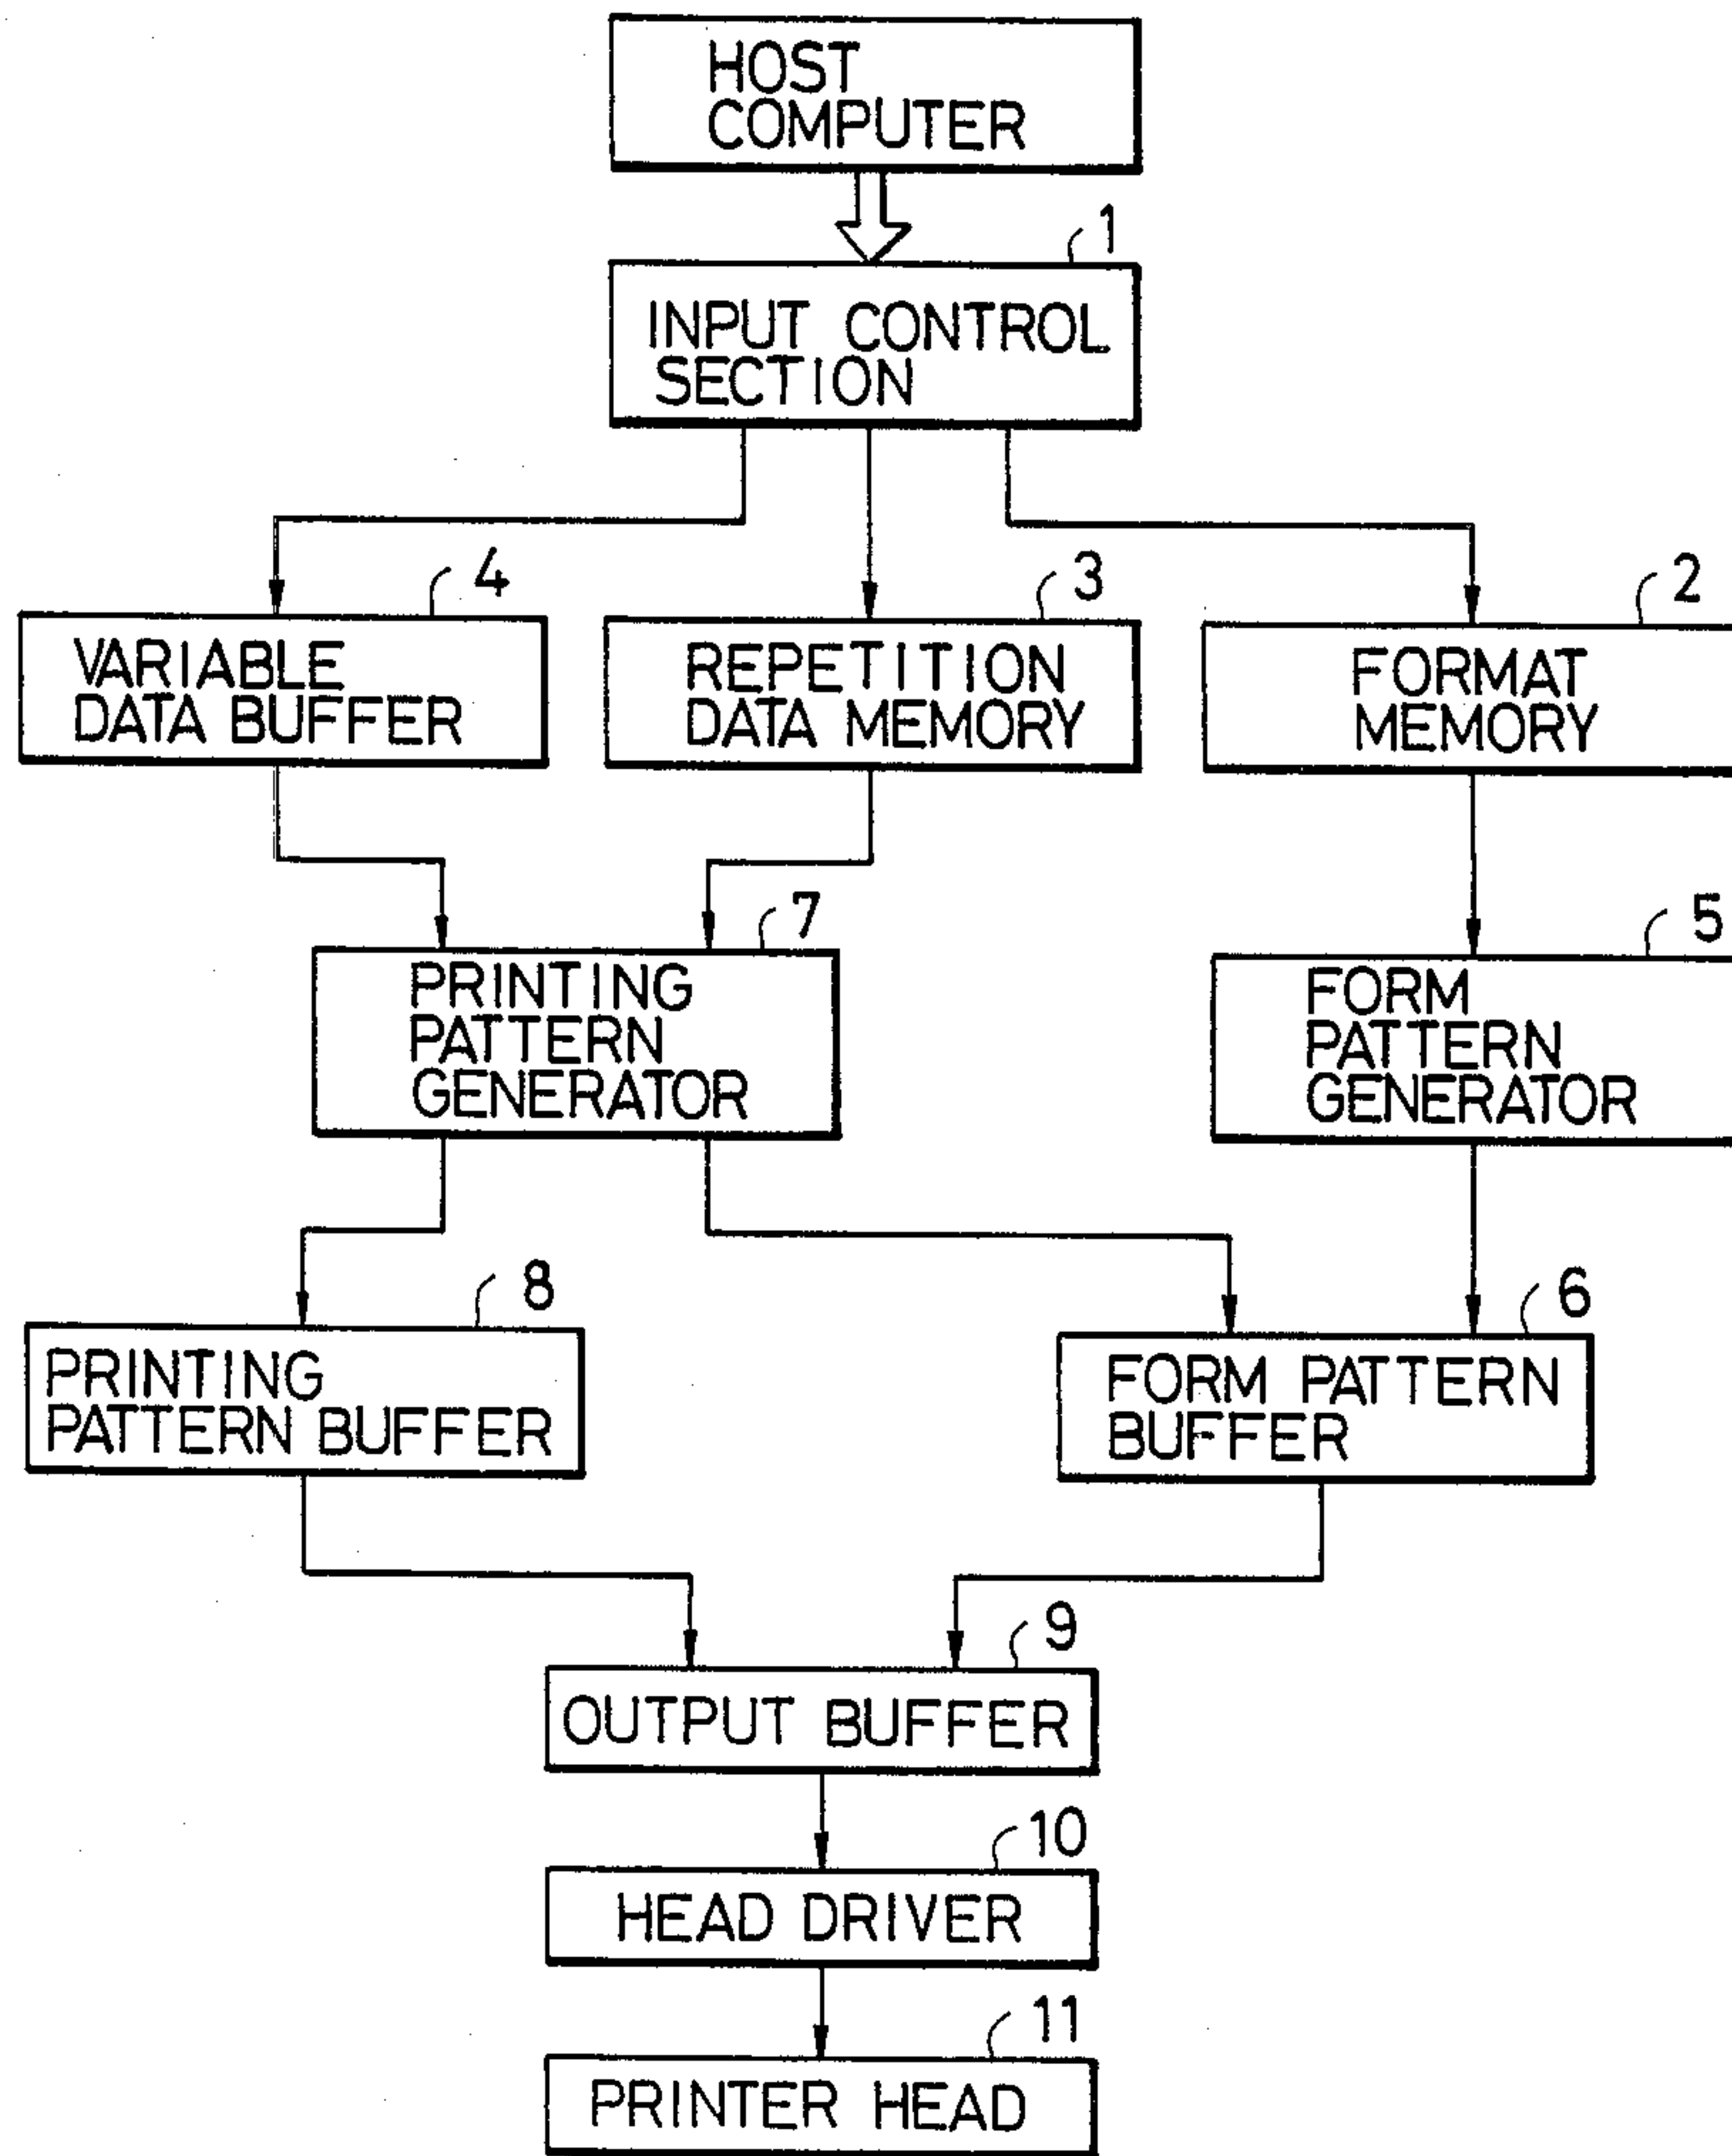 HOST
COMPUTER
1
INPUT CONTROL
SECTION
4
VARIABLE
DATA BUFFER
3
REPETITION
DATA MEMORY
2
FORMAT
MEMORY
7
PRINTING
PATTERN
GENERATOR
5
FORM
PATTERN
GENERATOR
8
PRINTING
PATTERN BUFFER
6
FORM PATTERN
BUFFER
9
OUTPUT BUFFER
10
HEAD DRIVER
11
PRINTER HEAD